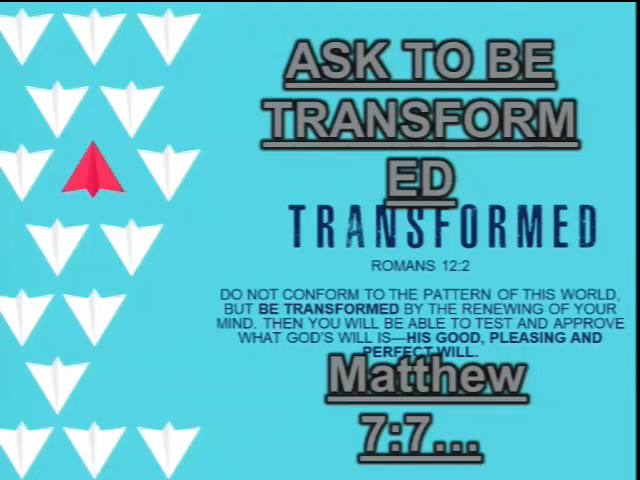 ASK TO BE
TRANSFORM
ED
TRANSFORMED
ROMANS 12:2
DO NOT CONFORM TO THE PATTERN OF THIS WORLD,
BUT BE TRANSFORMED BY THE RENEWING OF YOUR
MIND. THEN YOU WILL BE ABLE TO TEST AND APPROVE
WHAT GOD'S WILL IS—HIS GOOD, PLEASING AND
PERFECT WILL.
Matthew
7:7...